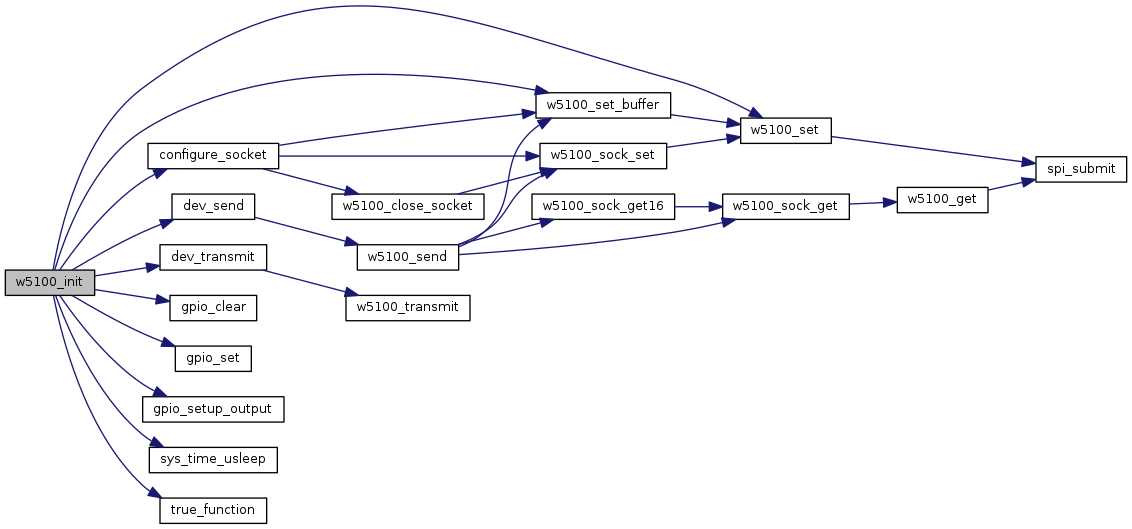 w5100_init
configure_socket
dev_send
dev_transmit
gpio_clear
gpio_set
gpio_setup_output
sys_time_usleep
true_function
w5100_close_socket
w5100_send
w5100_transmit
w5100_set_buffer
w5100_sock_set
w5100_sock_get16
w5100_set
w5100_sock_get
w5100_get
spi_submit